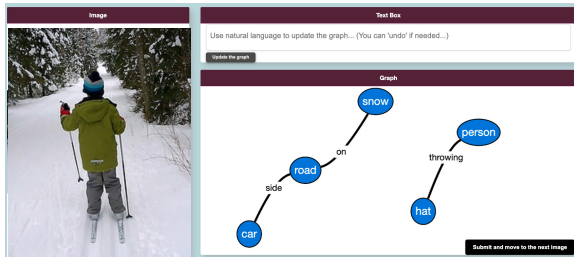 Image
Text Box
Use natural language to update the graph... (You can 'undo' if needed...)
Update the graph
Graph
snow
person
on
throwing
road
side
hat
car
Submit and move to the next image